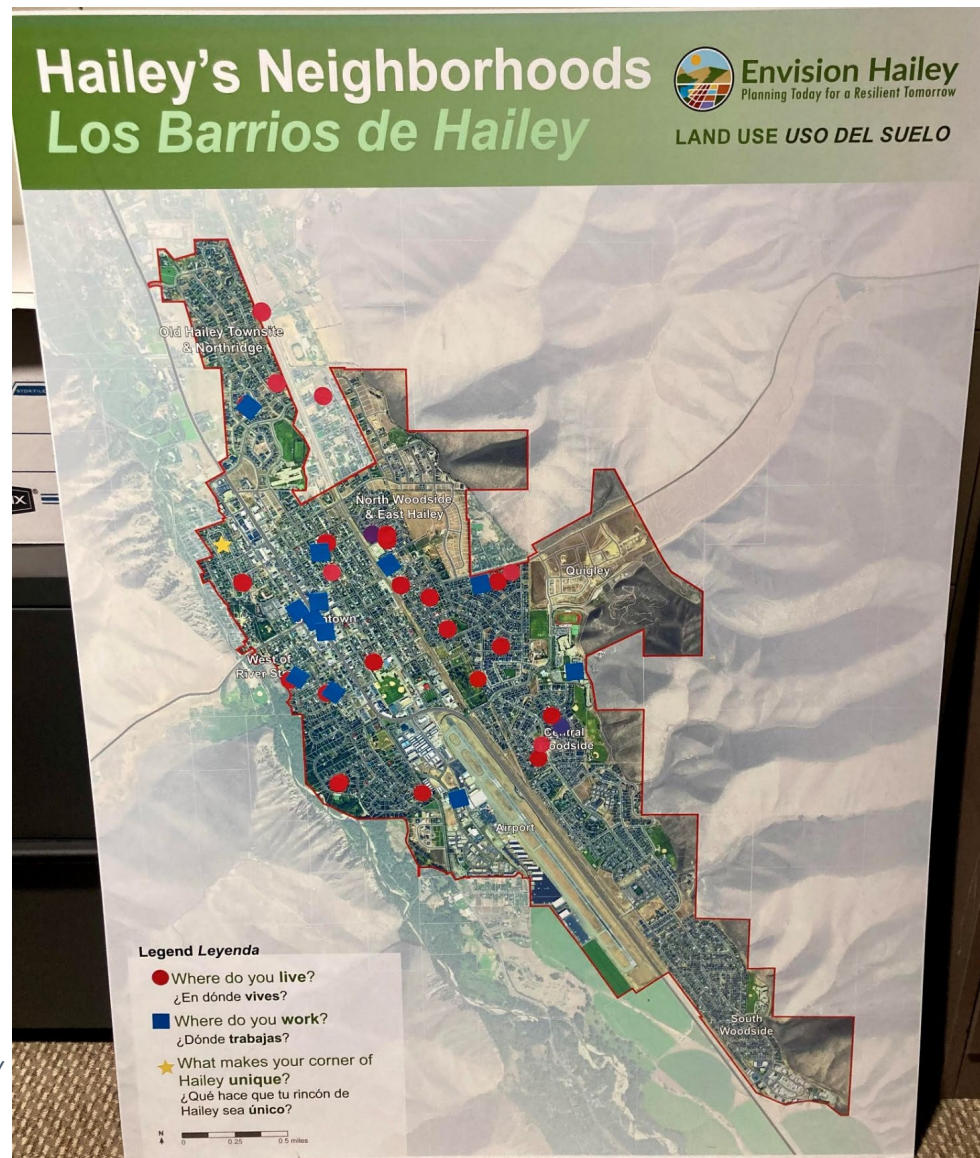 Hailey's Neighborhoods
Los Barrios de Hailey
Envision Hailey
Planning Today for a Resilient Tomorrow
LAND USE USO DEL SUELO
Old Hailey Townsite
& Northridge
North Woodside
& East Hailey
Quigley
West of
River
Central
Airport
South
Woodside
Legend Leyenda
Where do you live?
¿En dónde vives?
Where do you work?
¿Dónde trabajas?
What makes your corner of
Hailey unique?
¿Qué hace que tu rincón de
Hailey sea único?
N
0 0.25 0.5 miles